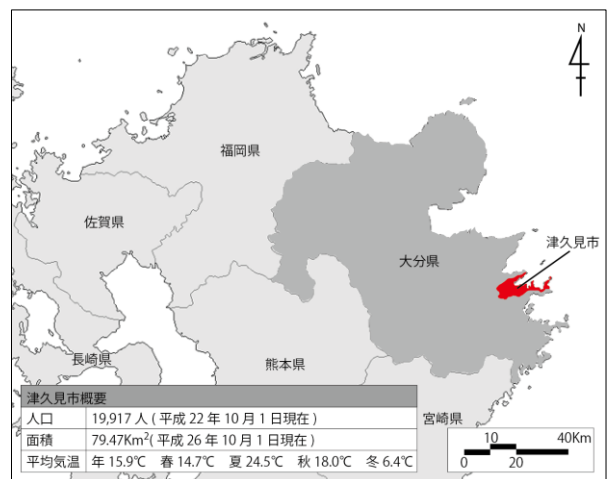 N
福岡県
佐賀県
津久見市
大分県
長崎県
熊本県
宮崎県
津久見市概要
人口 19,917 人 ( 平成 22 年 10 月 1 日現在 )
面積 79.47Km²( 平成 26 年 10 月 1 日現在 )
平均気温 年 15.9℃ 春 14.7℃ 夏 24.5℃ 秋 18.0℃ 冬 6.4℃
10 40Km
0 20